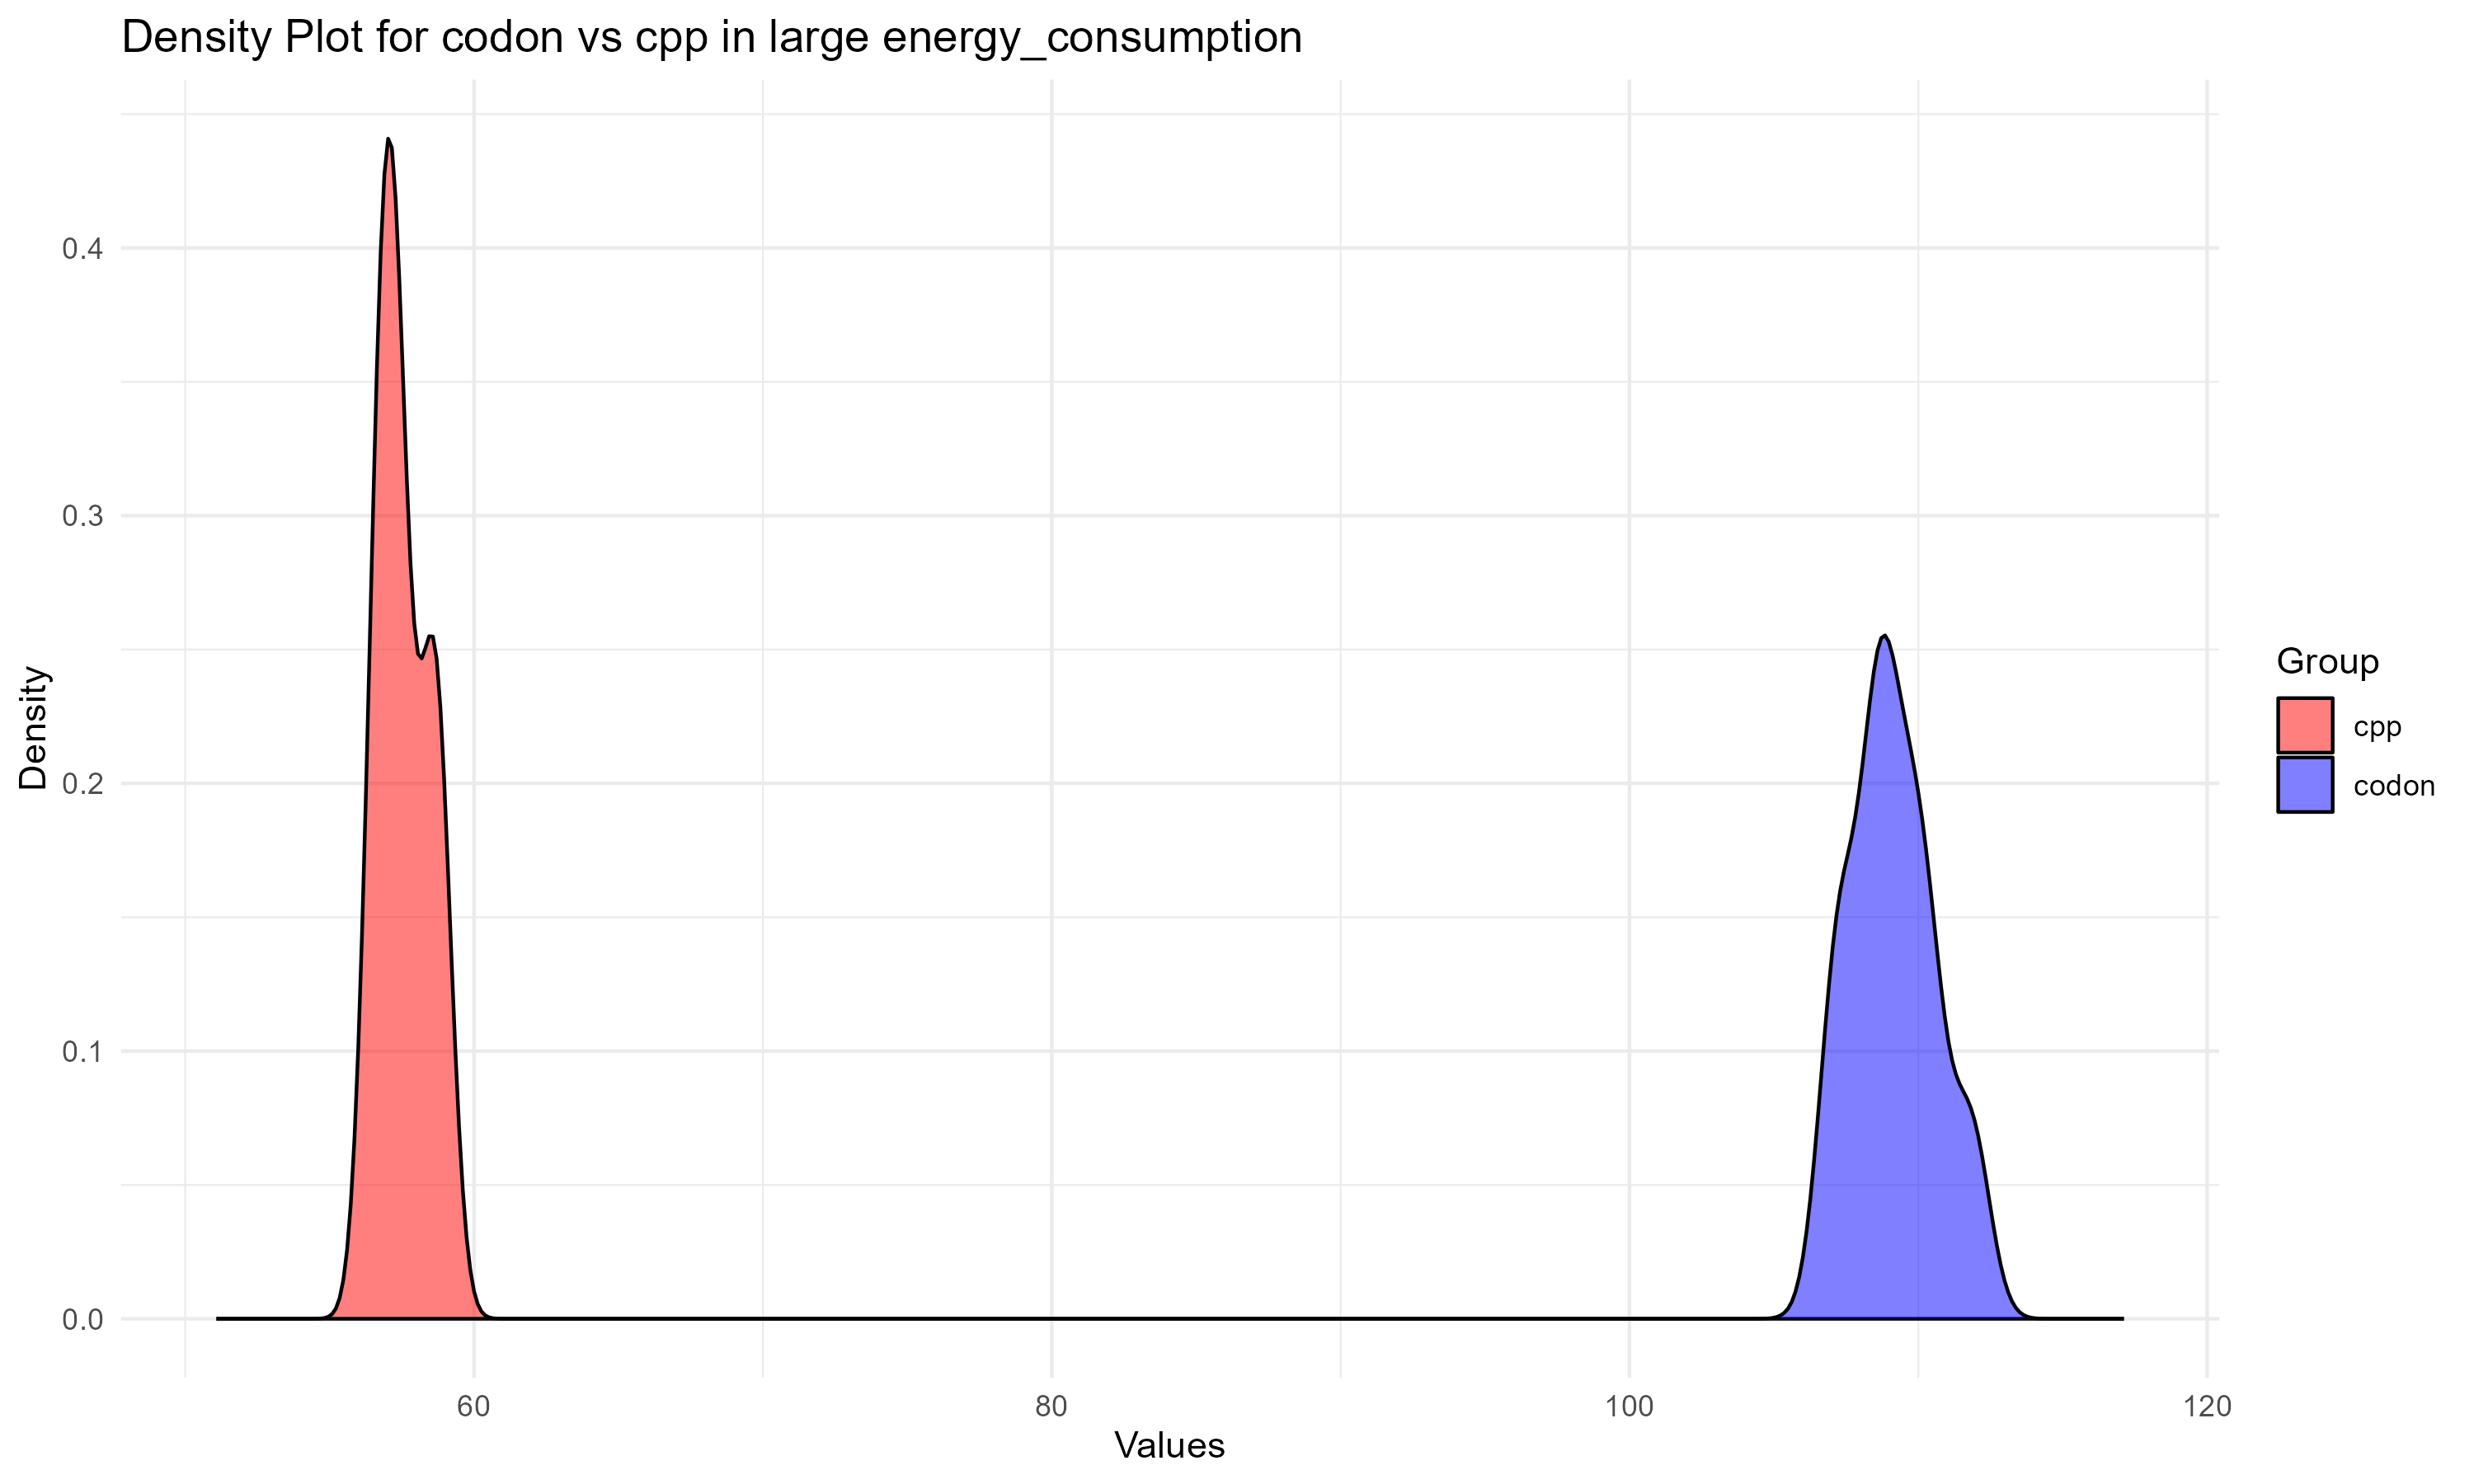 Density Plot for codon vs cpp in large energy_consumption
Density
0.4
0.3
0.2
0.1
0.0
60 80 100 120
Values
Group
cpp
codon